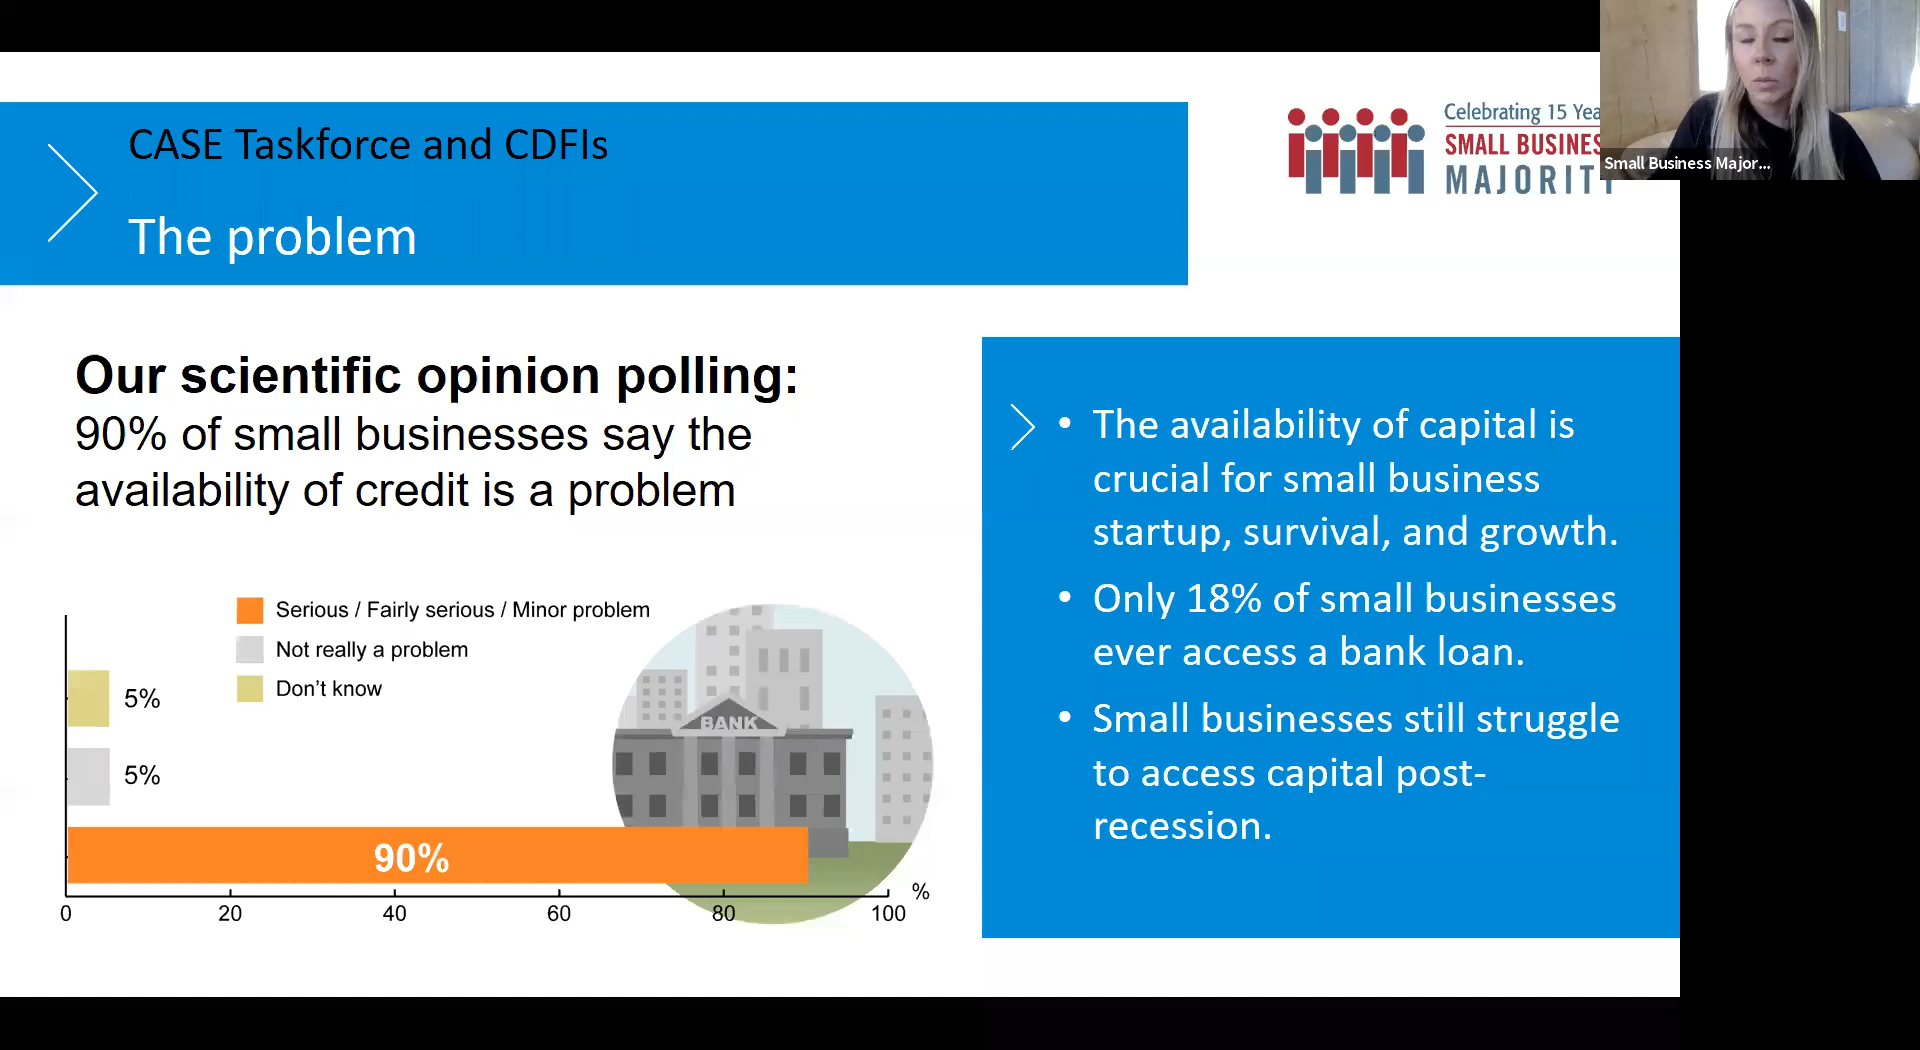 CASE Taskforce and CDFIs
The problem
Celebrating 15
SMALL
MAJORITY
Small Business Major...
Our scientific opinion polling:
90% of small businesses say the
availability of credit is a problem
Serious / Fairly serious / Minor problem
Not really a problem
Don't know
BANK
5%
5%
90%
%
0 20 40 60 80 100
• The availability of capital is
crucial for small business
startup, survival, and growth.
• Only 18% of small businesses
ever access a bank loan.
• Small businesses still struggle
to access capital post-
recession.